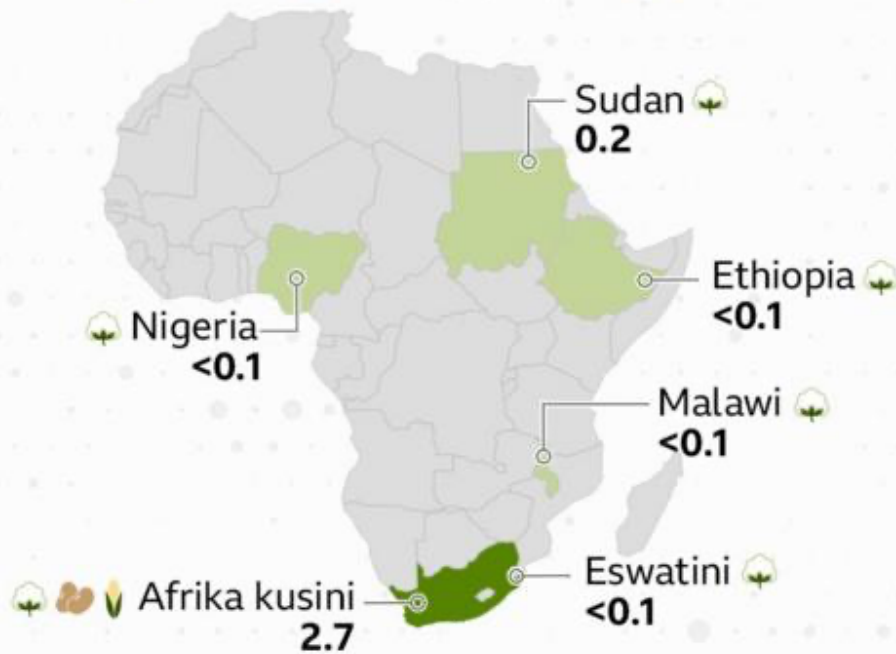 Sudan
0.2
Ethiopia
<0.1
Nigeria
<0.1
Malawi
<0.1
Eswatini
<0.1
Afrika kusini
2.7